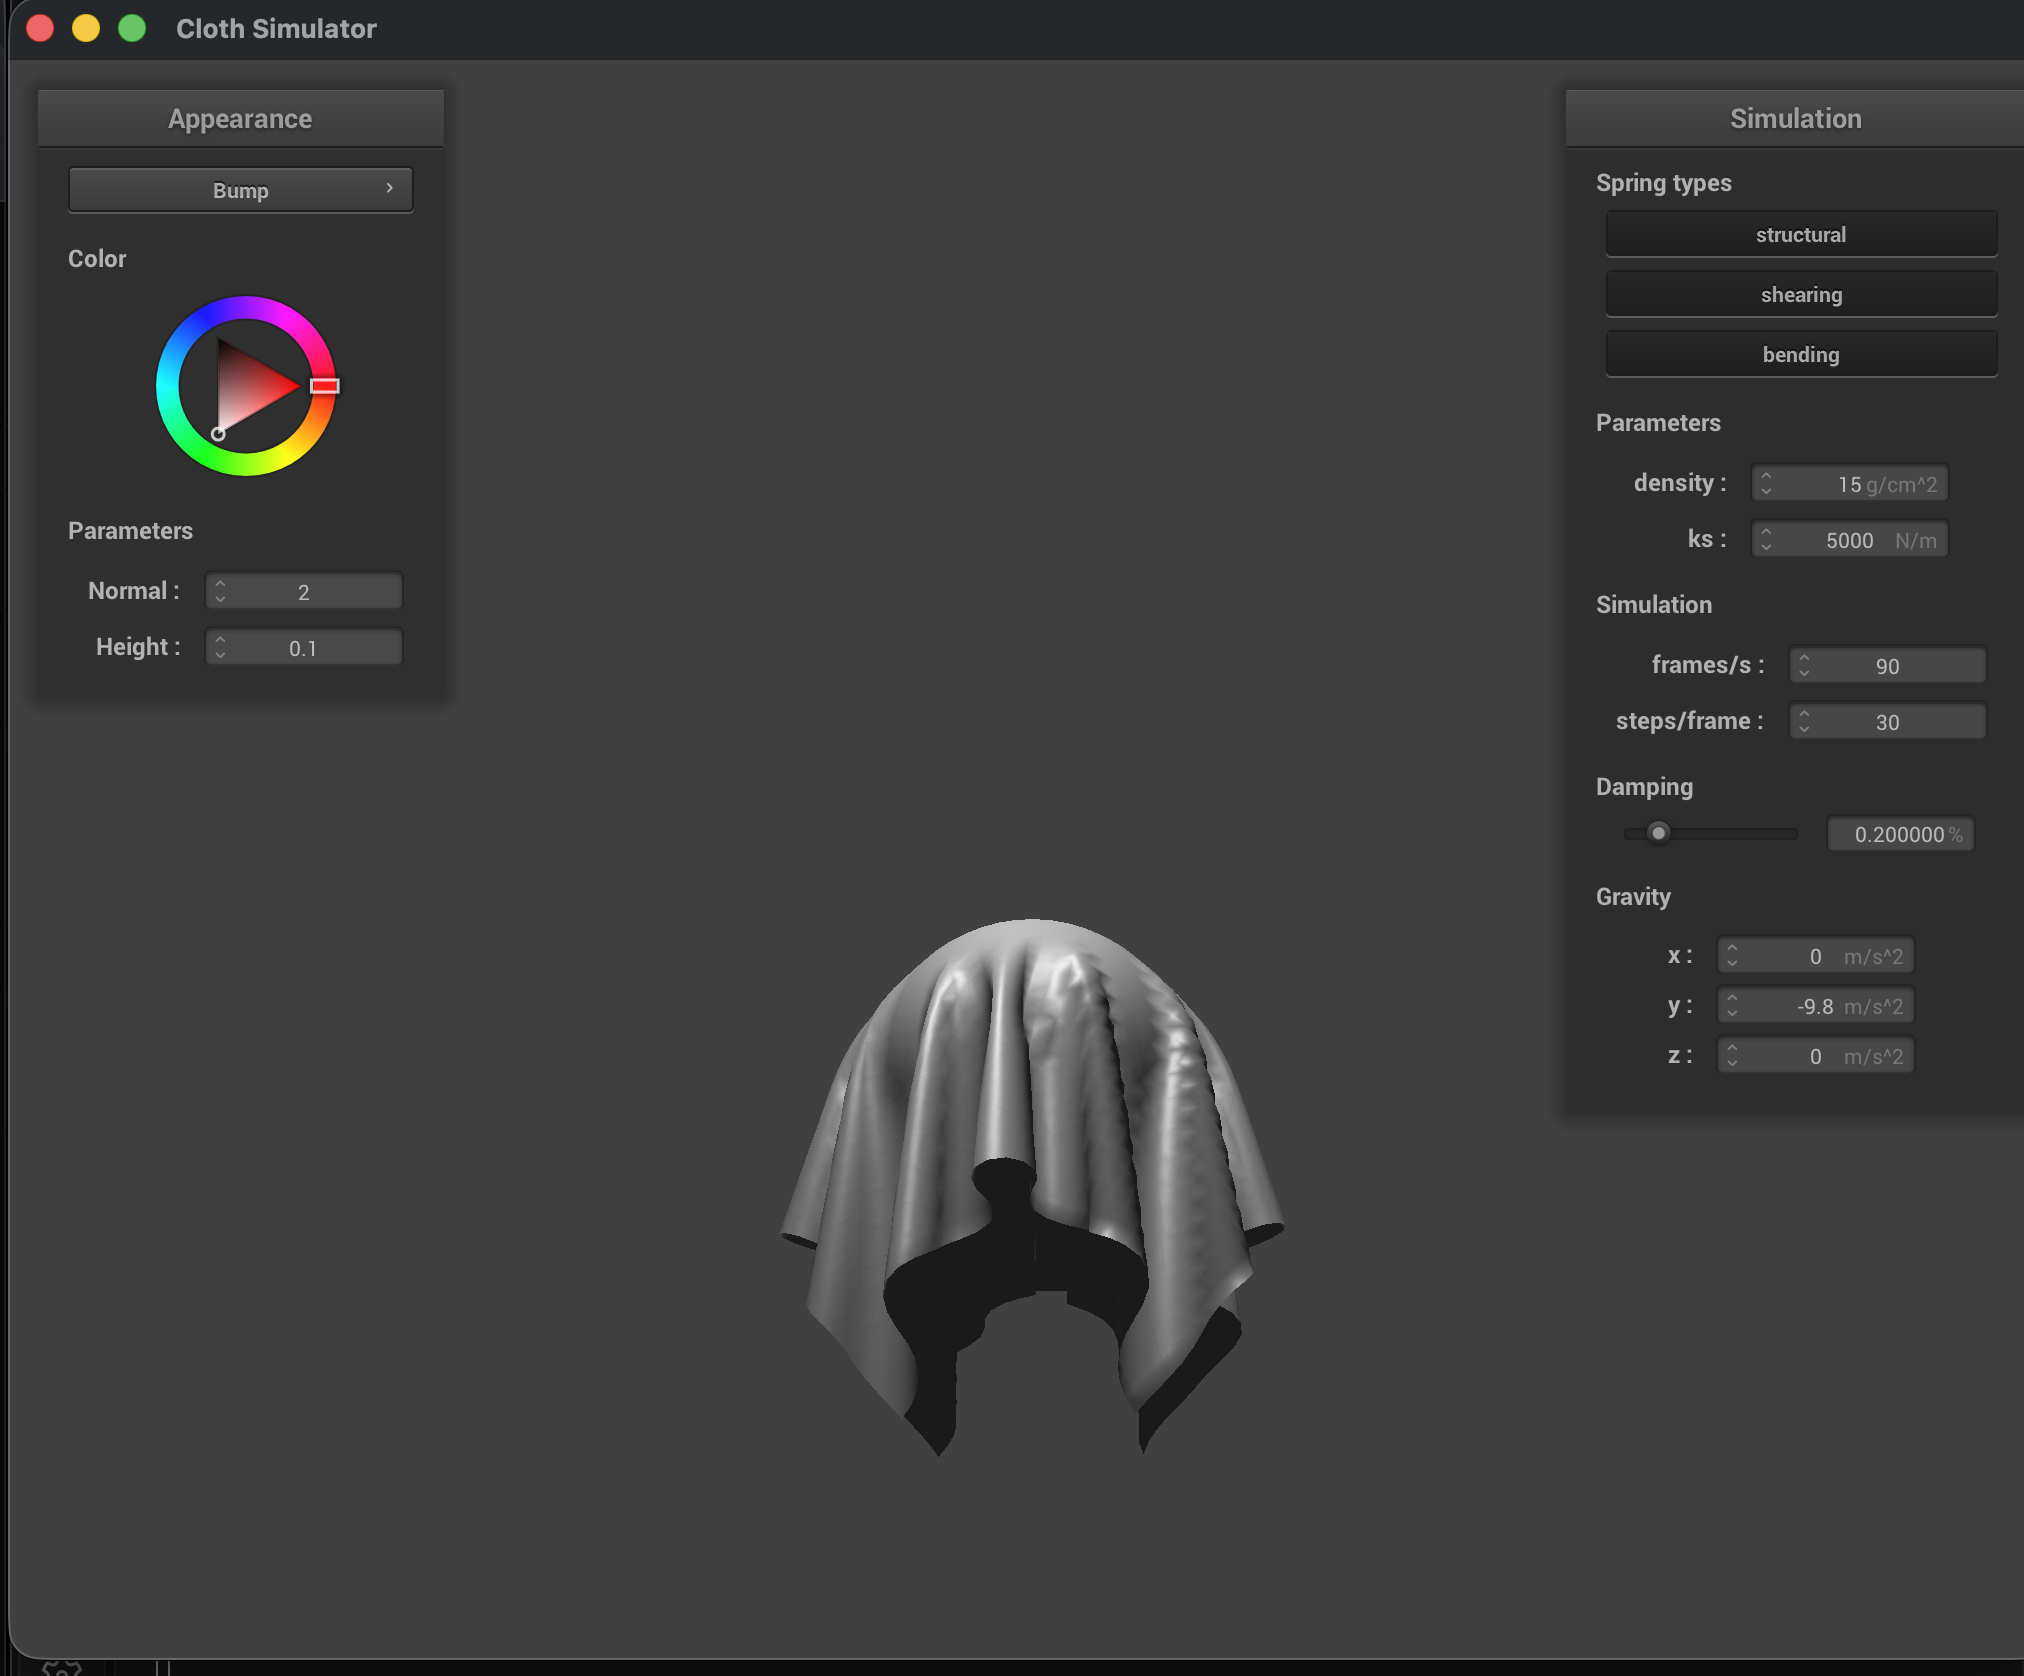 Cloth Simulator
Appearance
Bump
Color
Parameters
Normal : 2
Height : 0.1
Simulation
Spring types
structural
shearing
bending
Parameters
density : 15 g/cm^2
ks : 5000 N/m
Simulation
frames/s : 90
steps/frame : 30
Damping
0.200000 %
Gravity
x : 0 m/s^2
y : -9.8 m/s^2
z : 0 m/s^2